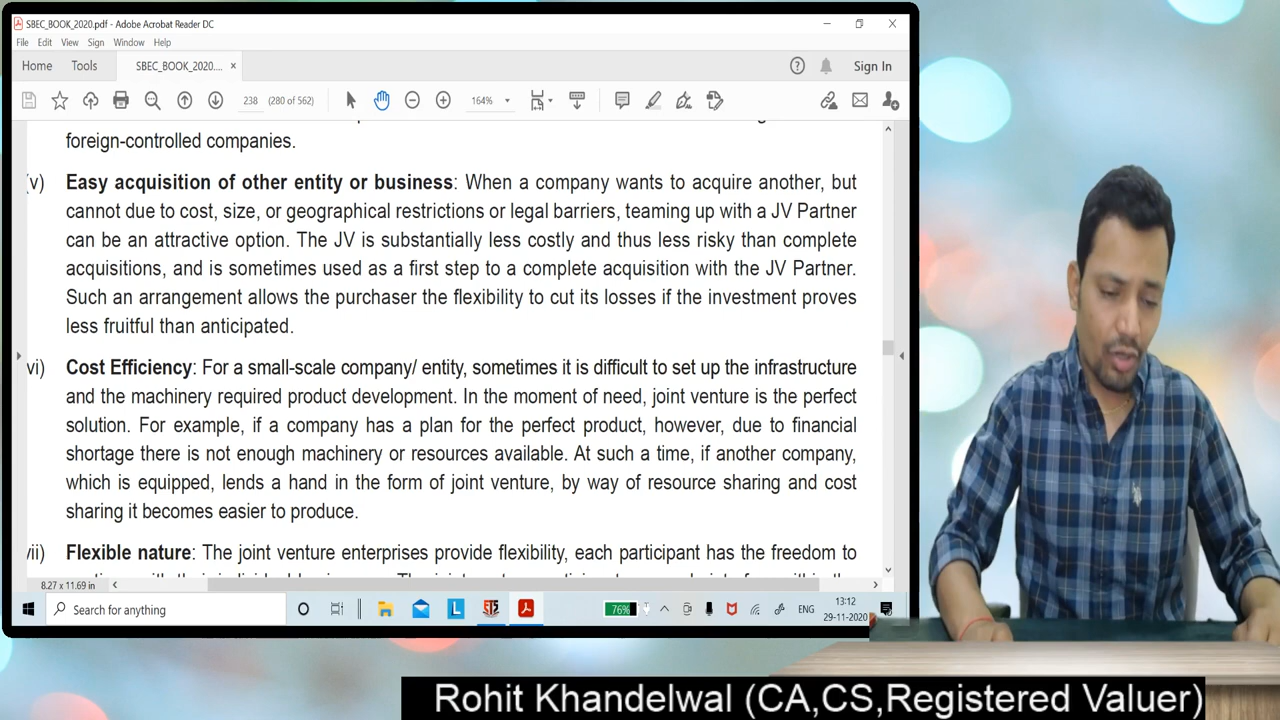 SBEC_BOOK_2020.pdf - Adobe Acrobat Reader DC
File Edit View Sign Window Help
Home Tools SBEC_BOOK_2020.... × Sign In
238 (280 of 562) 164%
foreign-controlled companies.
(v) Easy acquisition of other entity or business: When a company wants to acquire another, but
cannot due to cost, size, or geographical restrictions or legal barriers, teaming up with a JV Partner
can be an attractive option. The JV is substantially less costly and thus less risky than complete
acquisitions, and is sometimes used as a first step to a complete acquisition with the JV Partner.
Such an arrangement allows the purchaser the flexibility to cut its losses if the investment proves
less fruitful than anticipated.
vi) Cost Efficiency: For a small-scale company/ entity, sometimes it is difficult to set up the infrastructure
and the machinery required product development. In the moment of need, joint venture is the perfect
solution. For example, if a company has a plan for the perfect product, however, due to financial
shortage there is not enough machinery or resources available. At such a time, if another company,
which is equipped, lends a hand in the form of joint venture, by way of resource sharing and cost
sharing it becomes easier to produce.
vii) Flexible nature: The joint venture enterprises provide flexibility, each participant has the freedom to
8.27 x 11.69 in
Search for anything 76% ENG 13:12
29-11-2020
Rohit Khandelwal (CA,CS,Registered Valuer)